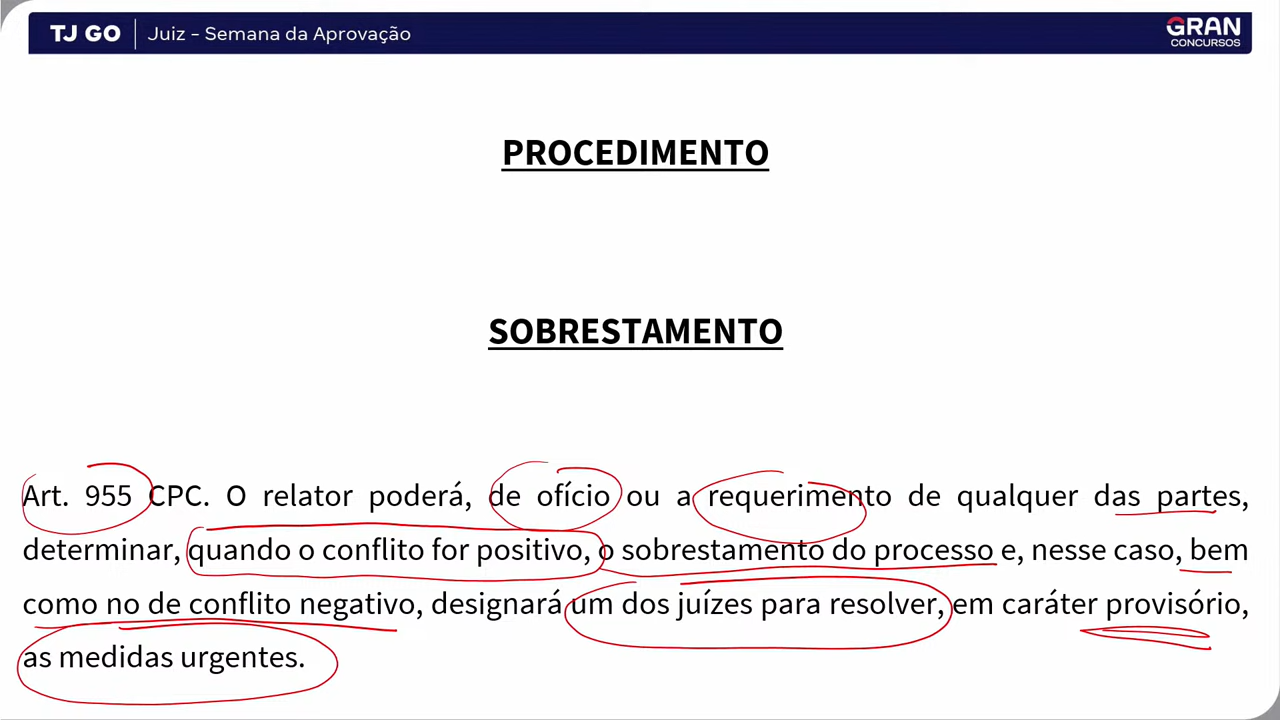 TJ GO
Juiz – Semana da Aprovação
GRAN
CONCURSOS
PROCEDIMENTO
SOBRESTAMENTO
Art. 955 CPC. O relator poderá, de ofício ou a requerimento de qualquer das partes,
determinar, quando o conflito for positivo, o sobrestamento do processo e, nesse caso, bem
como no de conflito negativo, designará um dos juízes para resolver, em caráter provisório,
as medidas urgentes.